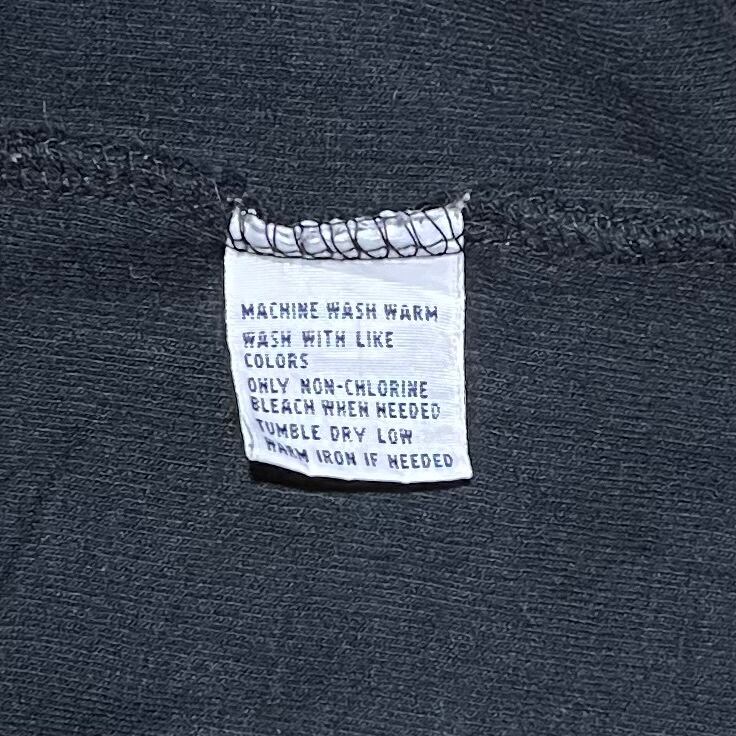 MACHINE WASH WARM
WASH WITH LIKE
COLORS
ONLY NON-CHLORINE
BLEACH WHEN NEEDED
TUMBLE DRY LOW
WARM IRON IF NEEDED